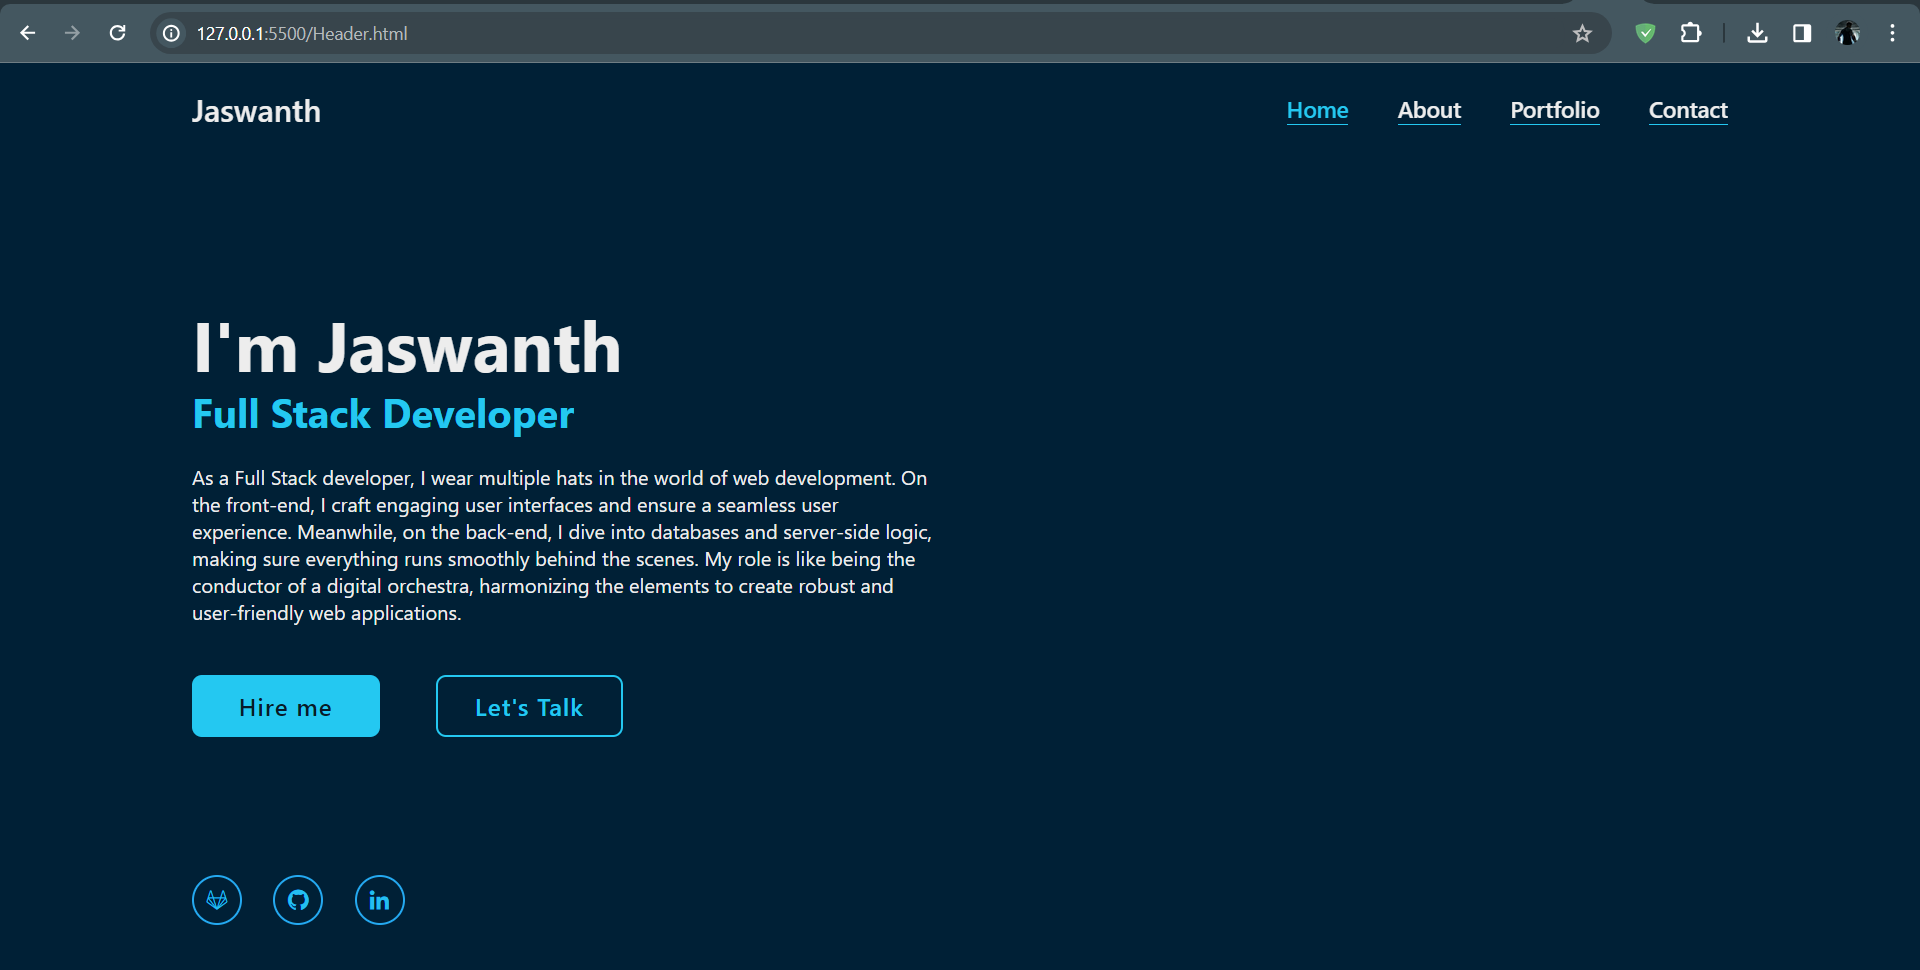 127.0.0.1:5500/Header.html
Jaswanth
Home About Portfolio Contact
I'm Jaswanth
Full Stack Developer
As a Full Stack developer, I wear multiple hats in the world of web development. On
the front-end, I craft engaging user interfaces and ensure a seamless user
experience. Meanwhile, on the back-end, I dive into databases and server-side logic,
making sure everything runs smoothly behind the scenes. My role is like being the
conductor of a digital orchestra, harmonizing the elements to create robust and
user-friendly web applications.
Hire me Let's Talk
in